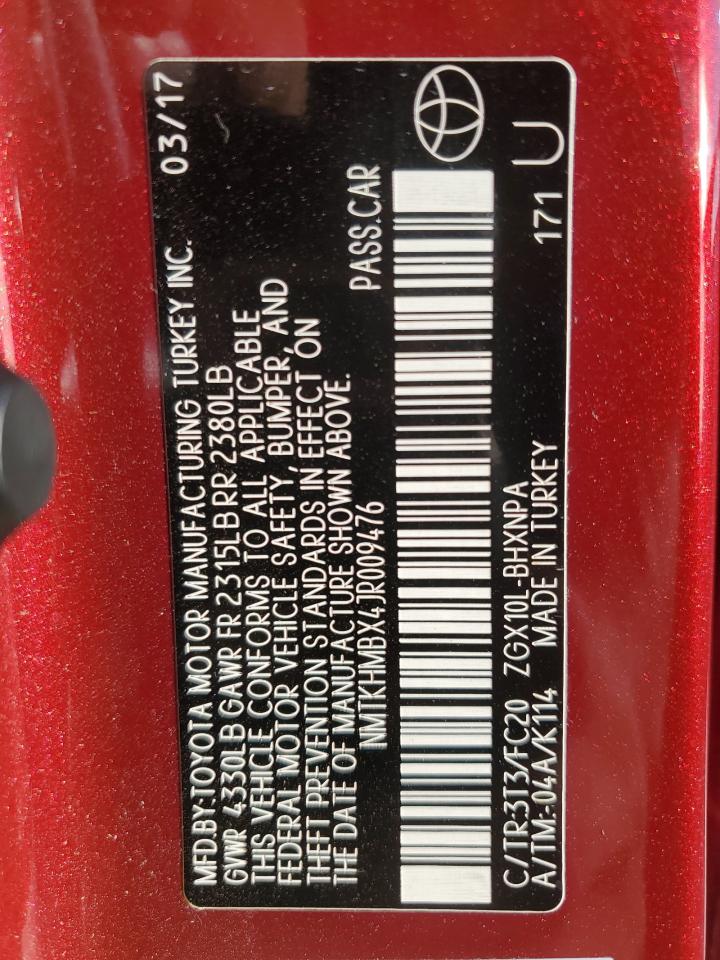 MFD.BY:TOYOTA MOTOR MANUFACTURING TURKEY INC. 03/17
GVWR 4330LB GAWR FR 2315LB RR 2380LB
THIS VEHICLE CONFORMS TO ALL APPLICABLE
FEDERAL MOTOR VEHICLE SAFETY, BUMPER, AND
THEFT PREVENTION STANDARDS IN EFFECT ON
THE DATE OF MANUFACTURE SHOWN ABOVE.
NMTKHMBX4JR009476 PASS.CAR
C/TR:3T3/FC20 ZGX10L-BHXNPA
A/TM:-04A/K114 MADE IN TURKEY 171 U